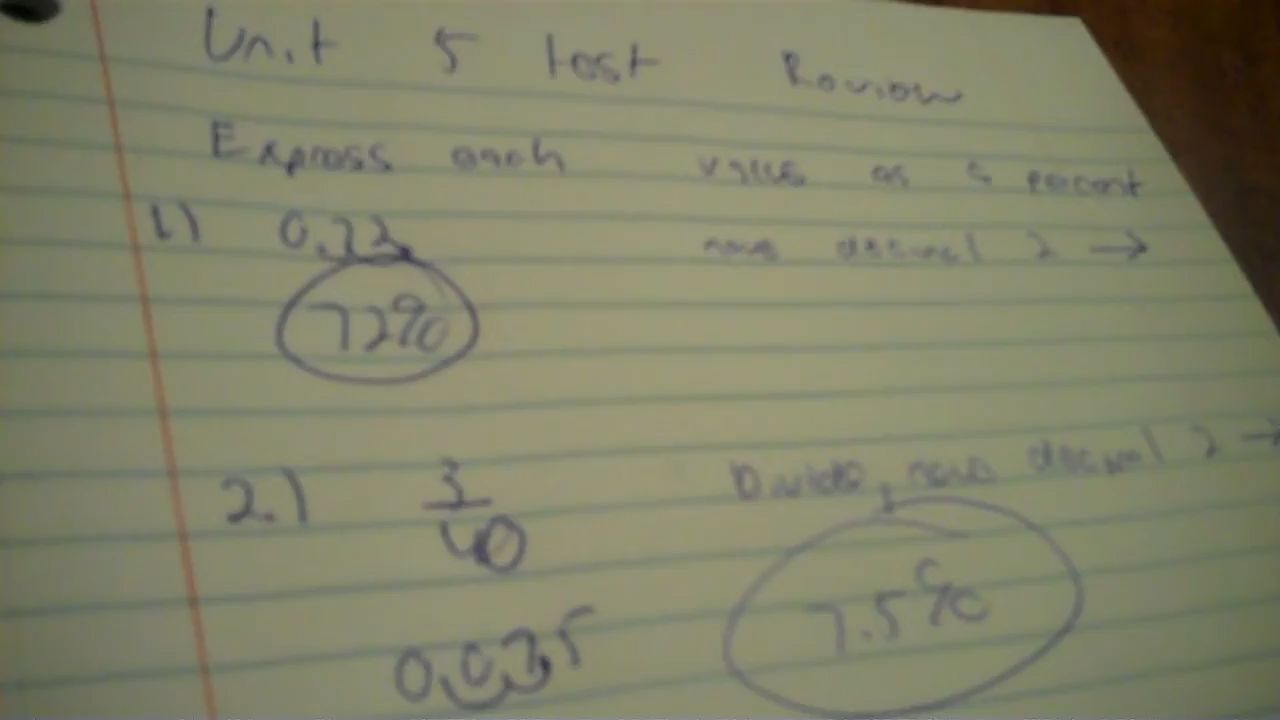 Unit 5 test Review
Express each value as a percent
1) 0.72 move decimal 2 →
72%
2.) 3/40 Divide, move decimal 2 →
0.075 7.5%